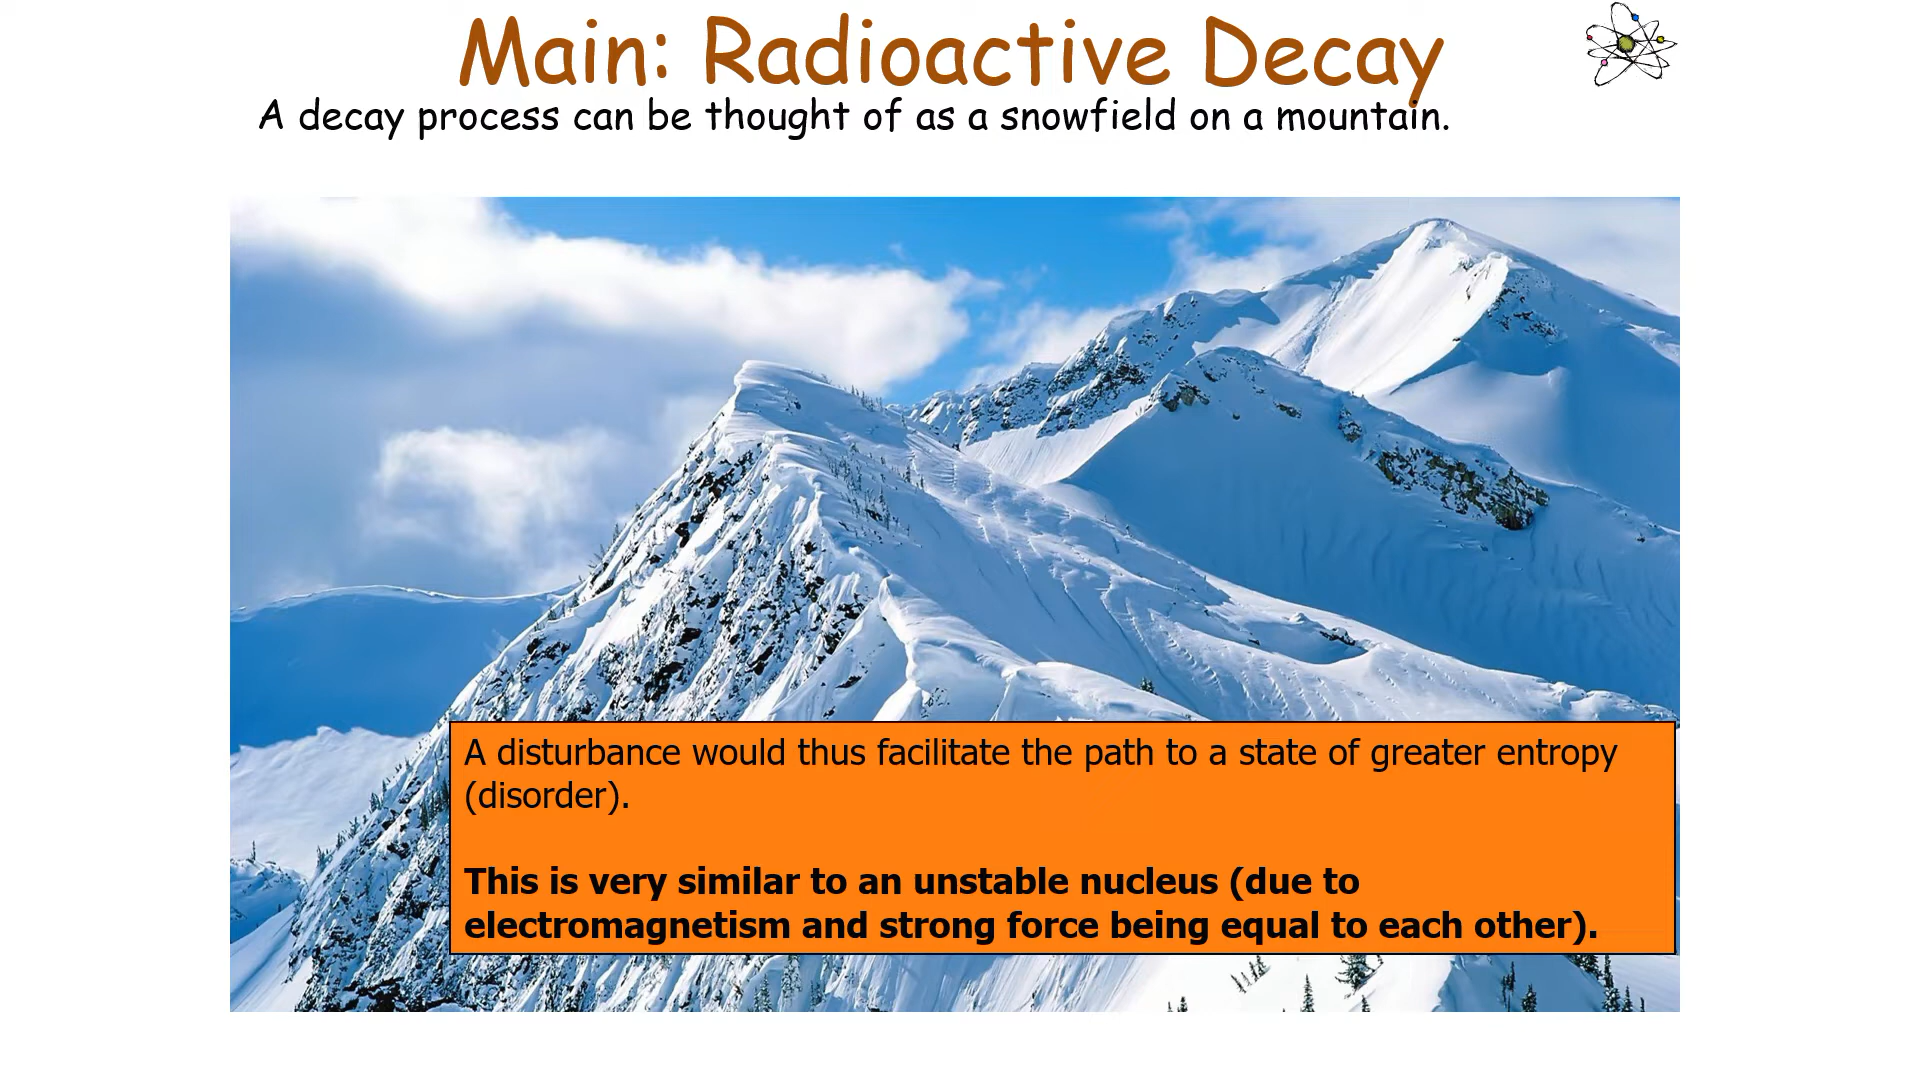 Main: Radioactive Decay
A decay process can be thought of as a snowfield on a mountain.
A disturbance would thus facilitate the path to a state of greater entropy
(disorder).
This is very similar to an unstable nucleus (due to
electromagnetism and strong force being equal to each other).